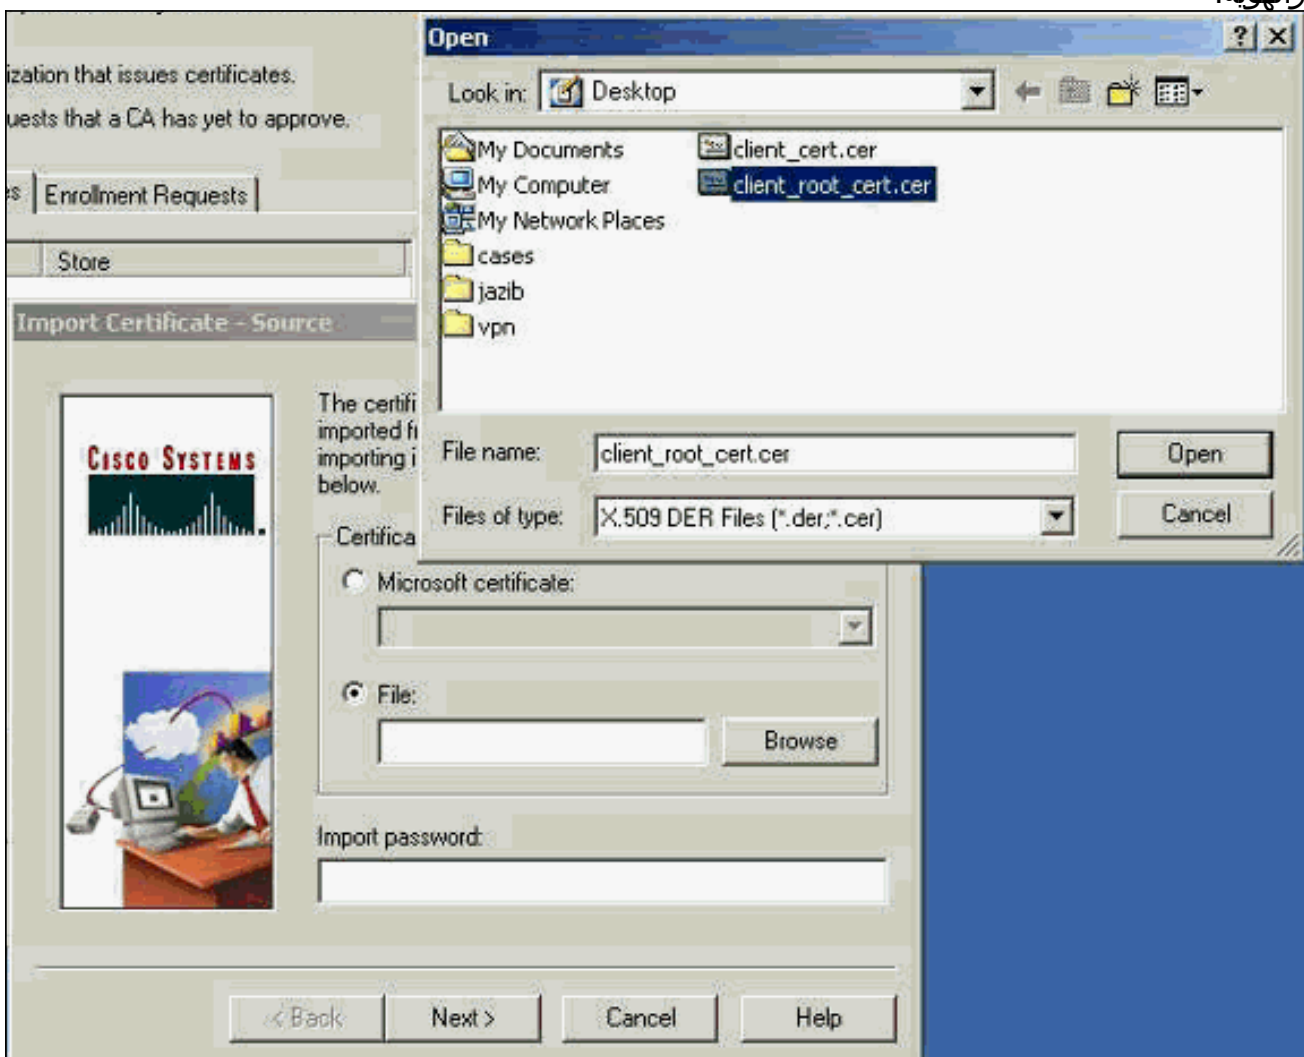 والهوية.
Open
ization that issues certificates.
uests that a CA has yet to approve.
Look in: Desktop
My Documents
client_cert.cer
My Computer
client_root_cert.cer
My Network Places
cases
jazib
vpn
Enrollment Requests
Store
Import Certificate - Source
The certifi
imported f
importing i
below.
CISCO SYSTEMS
File name: client_root_cert.cer
Open
Files of type: X.509 DER Files (*.der;*.cer)
Cancel
Certifica
Microsoft certificate:
File:
Browse
Import password:
< Back
Next >
Cancel
Help